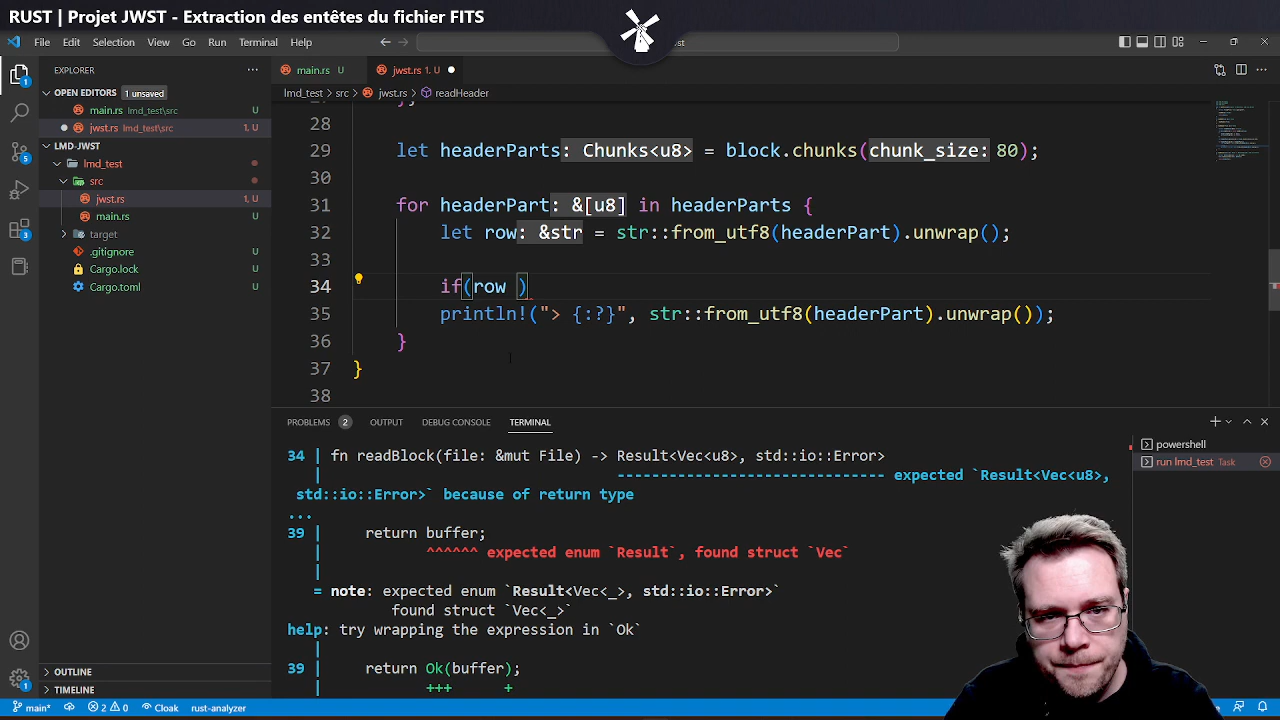 RUST | Projet JWST - Extraction des entêtes du fichier FITS
File Edit Selection View Go Run Terminal Help
EXPLORER
OPEN EDITORS 1 unsaved
main.rs lmd_test\src U
jwst.rs lmd_test\src 1, U
LMD-JWST
lmd_test
src
jwst.rs 1, U
main.rs U
target
.gitignore U
Cargo.lock U
Cargo.toml U
OUTLINE
TIMELINE
main.rs U jwst.rs 1, U
lmd_test > src > jwst.rs > readHeader
28
29 let headerParts: Chunks<u8> = block.chunks(chunk_size: 80);
30
31 for headerPart: &[u8] in headerParts {
32 let row: &str = str::from_utf8(headerPart).unwrap();
33
34 if(row )
35 println!("> {:?}", str::from_utf8(headerPart).unwrap());
36 }
37 }
38
PROBLEMS 2 OUTPUT DEBUG CONSOLE TERMINAL
34 | fn readBlock(file: &mut File) -> Result<Vec<u8>, std::io::Error>
| ------------------------------- expected `Result<Vec<u8>,
std::io::Error>` because of return type
...
39 | return buffer;
| ^^^^^^ expected enum `Result`, found struct `Vec`
|
= note: expected enum `Result<Vec<_>, std::io::Error>`
found struct `Vec<_>`
help: try wrapping the expression in `Ok`
|
39 | return Ok(buffer);
| +++ +
powershell
run lmd_test Task
main* 2 0 Cloak rust-analyzer